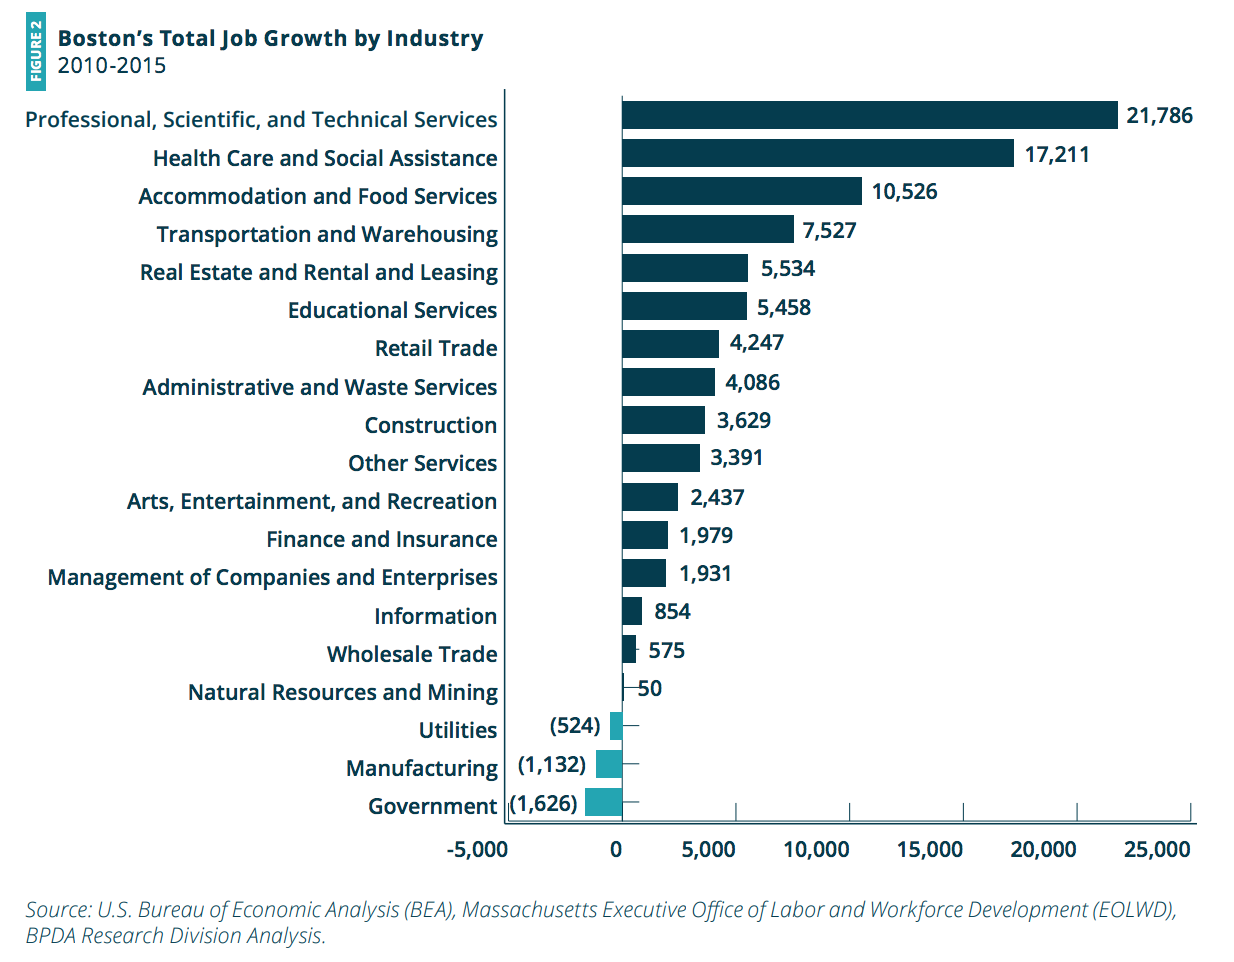 FIGURE 2
Boston’s Total Job Growth by Industry
2010-2015
Professional, Scientific, and Technical Services 21,786
Health Care and Social Assistance 17,211
Accommodation and Food Services 10,526
Transportation and Warehousing 7,527
Real Estate and Rental and Leasing 5,534
Educational Services 5,458
Retail Trade 4,247
Administrative and Waste Services 4,086
Construction 3,629
Other Services 3,391
Arts, Entertainment, and Recreation 2,437
Finance and Insurance 1,979
Management of Companies and Enterprises 1,931
Information 854
Wholesale Trade 575
Natural Resources and Mining 50
Utilities (524)
Manufacturing (1,132)
Government (1,626)
-5,000 0 5,000 10,000 15,000 20,000 25,000
Source: U.S. Bureau of Economic Analysis (BEA), Massachusetts Executive Office of Labor and Workforce Development (EOLWD),
BPDA Research Division Analysis.